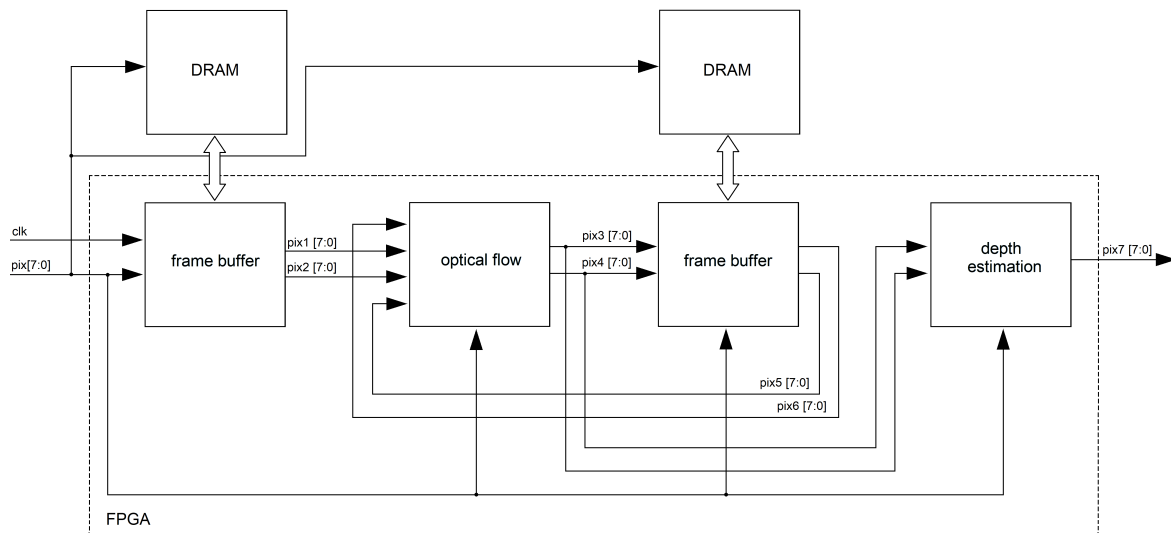 DRAM
DRAM
clk
pix[7:0]
frame buffer
pix1 [7:0]
pix2 [7:0]
optical flow
pix3 [7:0]
pix4 [7:0]
frame buffer
depth
estimation
pix7 [7:0]
pix5 [7:0]
pix6 [7:0]
FPGA